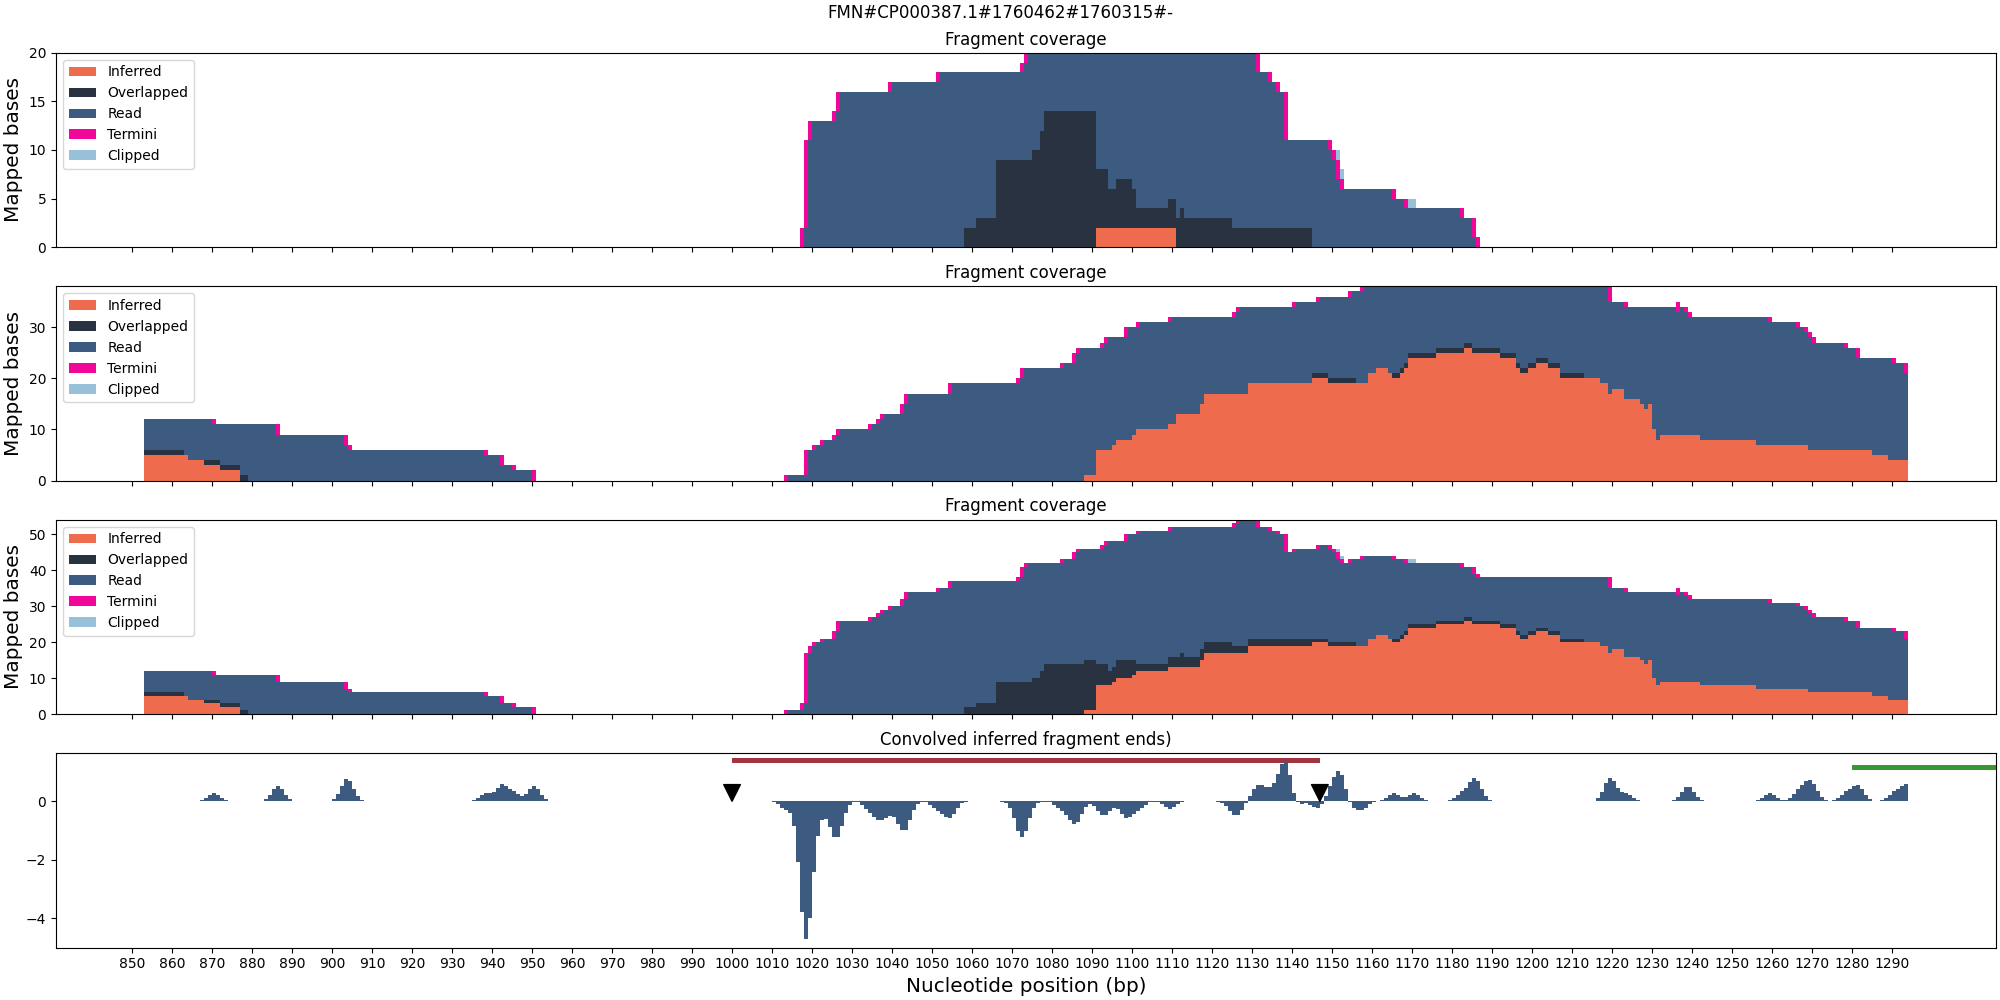 FMN#CP000387.1#1760462#1760315#-
Fragment coverage
Mapped bases
20
15
10
5
0
Inferred
Overlapped
Read
Termini
Clipped
Fragment coverage
Mapped bases
30
20
10
0
Inferred
Overlapped
Read
Termini
Clipped
Fragment coverage
Mapped bases
50
40
30
20
10
0
Inferred
Overlapped
Read
Termini
Clipped
Convolved inferred fragment ends)
0
−2
−4
850 860 870 880 890 900 910 920 930 940 950 960 970 980 990 1000 1010 1020 1030 1040 1050 1060 1070 1080 1090 1100 1110 1120 1130 1140 1150 1160 1170 1180 1190 1200 1210 1220 1230 1240 1250 1260 1270 1280 1290
Nucleotide position (bp)